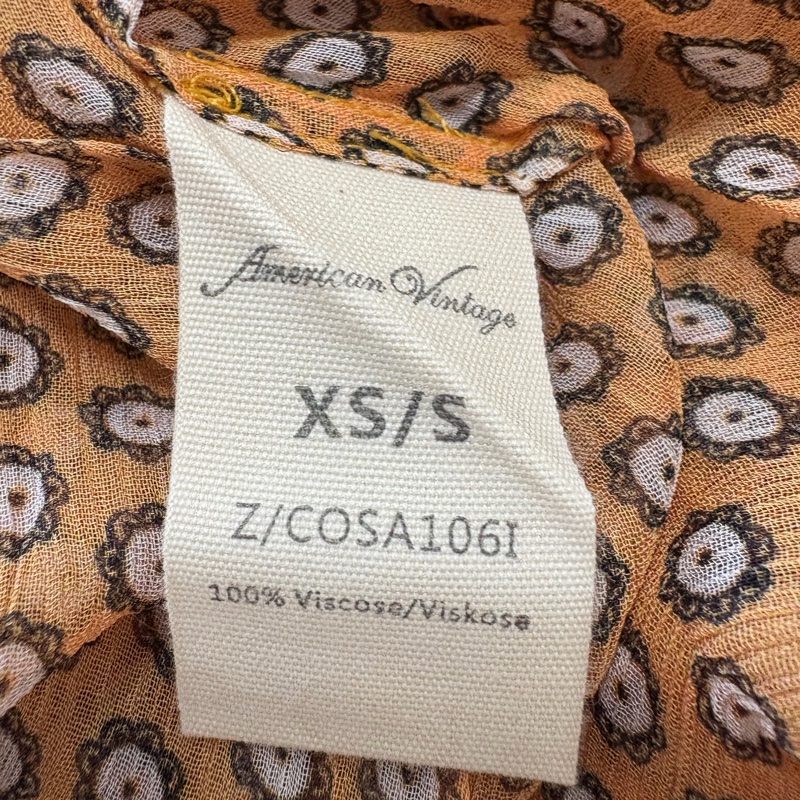 American Vintage
XS/S
Z/COSA106I
100% Viscose/Viskose